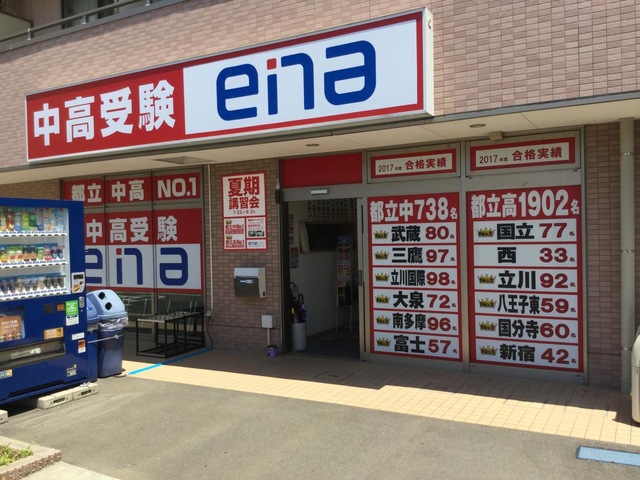 中高受験 ena
都立中高 NO.1
中高受験
ena
夏期
講習会
ena
2017年度 合格実績
都立中738名
武蔵 80名
三鷹 97名
立川国際 98名
大泉 72名
南多摩 96名
富士 57名
2017年度 合格実績
都立高1902名
国立 77名
西 33名
立川 92名
八王子東 59名
国分寺 60名
新宿 42名